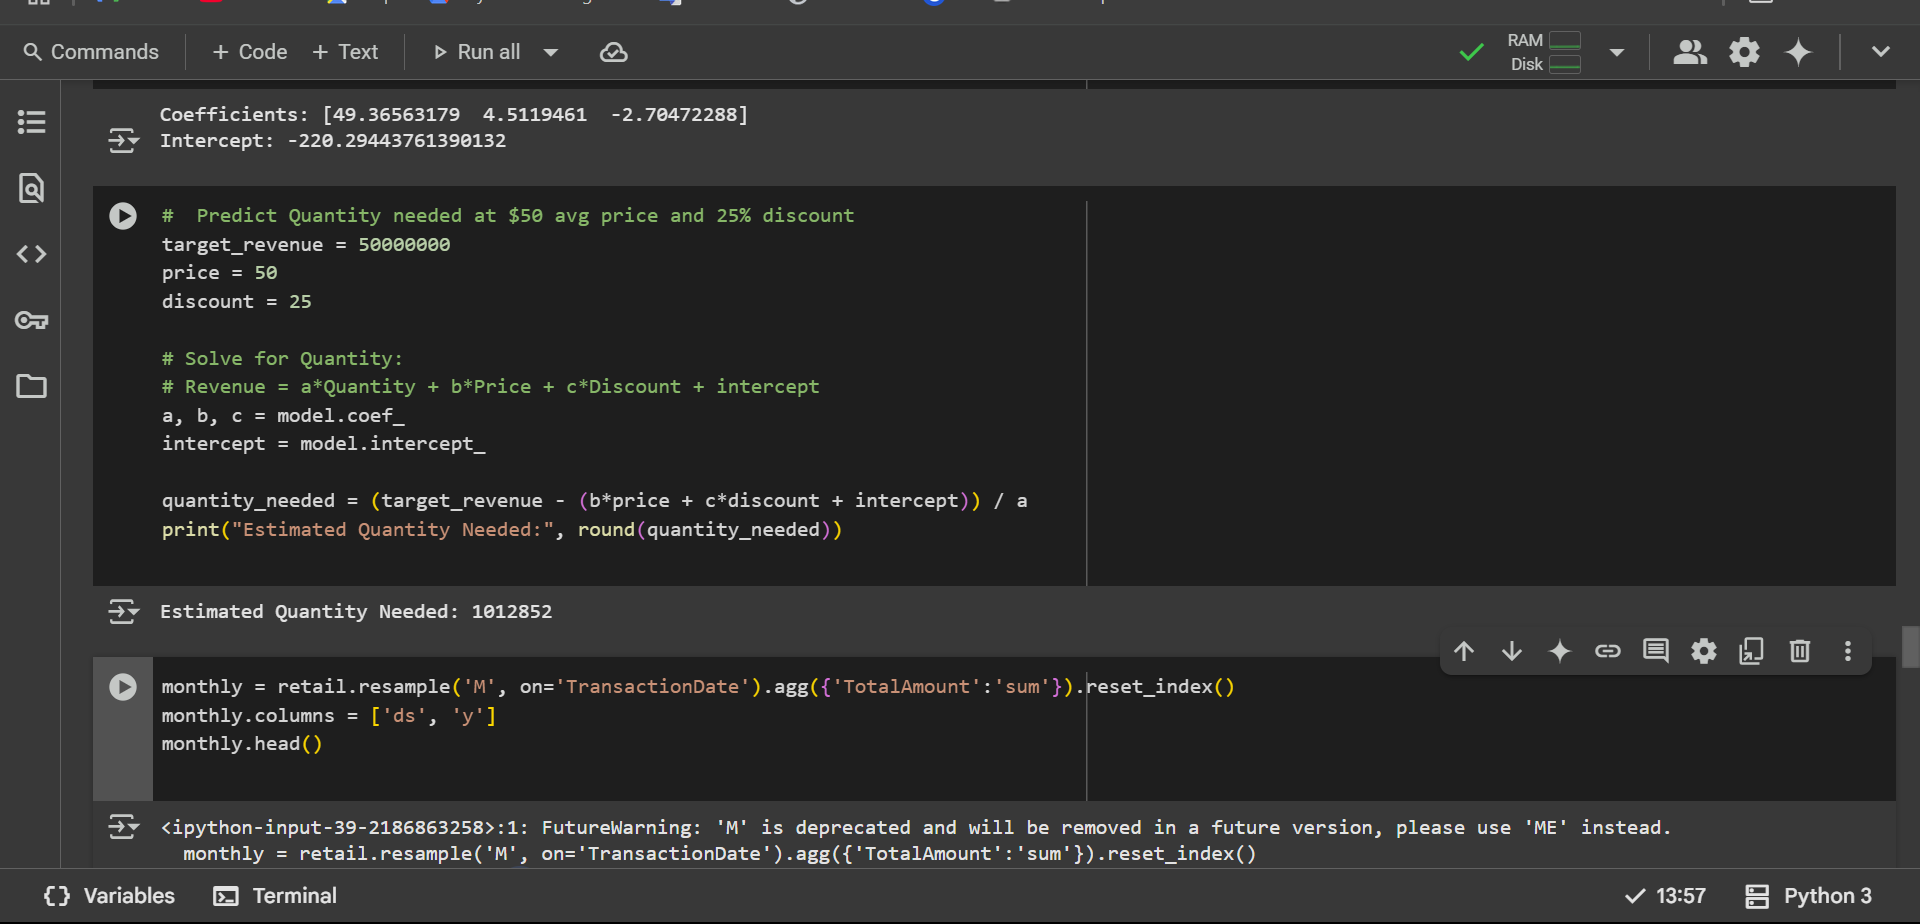 Commands
+ Code
+ Text
Run all
RAM
Disk
Coefficients: [49.36563179  4.5119461  -2.70472288]
Intercept: -220.29443761390132
#  Predict Quantity needed at $50 avg price and 25% discount
target_revenue = 50000000
price = 50
discount = 25
# Solve for Quantity:
# Revenue = a*Quantity + b*Price + c*Discount + intercept
a, b, c = model.coef_
intercept = model.intercept_
quantity_needed = (target_revenue - (b*price + c*discount + intercept)) / a
print("Estimated Quantity Needed:", round(quantity_needed))
Estimated Quantity Needed: 1012852
monthly = retail.resample('M', on='TransactionDate').agg({'TotalAmount':'sum'}).reset_index()
monthly.columns = ['ds', 'y']
monthly.head()
<ipython-input-39-2186863258>:1: FutureWarning: 'M' is deprecated and will be removed in a future version, please use 'ME' instead.
  monthly = retail.resample('M', on='TransactionDate').agg({'TotalAmount':'sum'}).reset_index()
Variables
Terminal
13:57
Python 3